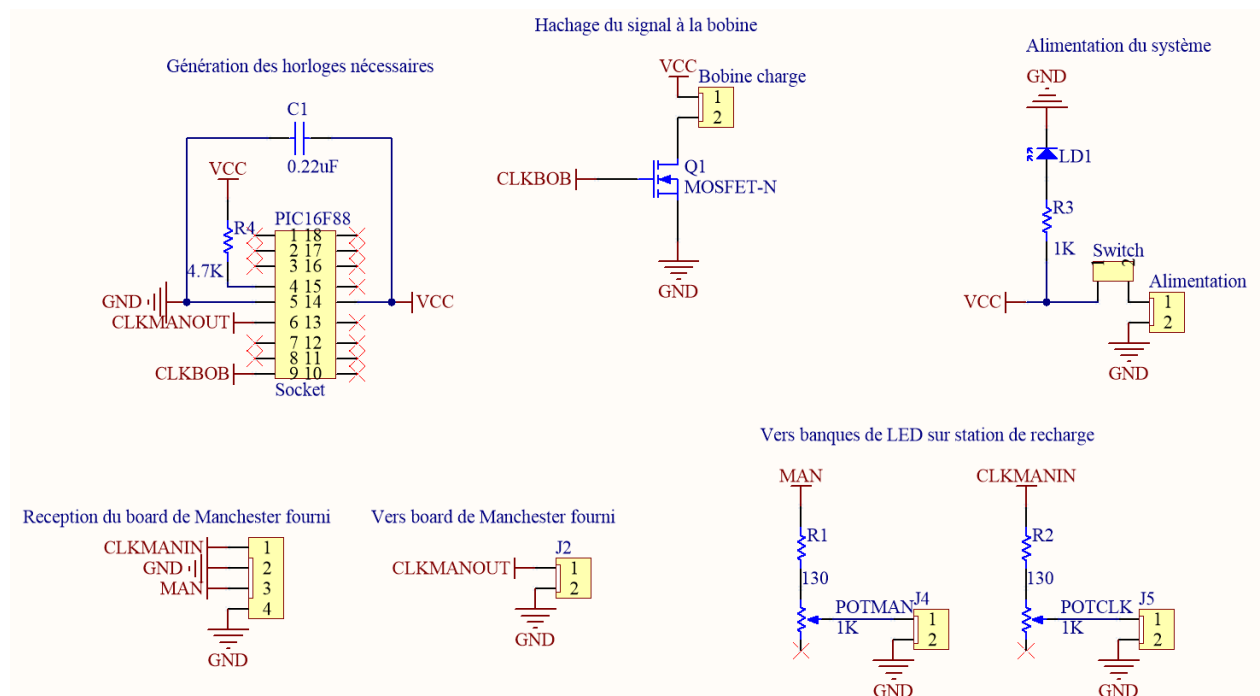 Hachage du signal à la bobine
Génération des horloges nécessaires
C1
0.22uF
VCC
R4
4.7K
PIC16F88
1 18
2 17
3 16
4 15
5 14
6 13
7 12
8 11
9 10
GND
VCC
CLKMANOUT
CLKBOB
Socket
VCC
Bobine charge
1
2
CLKBOB
Q1
MOSFET-N
GND
Alimentation du système
GND
LD1
R3
1K
Switch
1 2
VCC
Alimentation
1
2
GND
Reception du board de Manchester fourni
CLKMANIN
GND
MAN
1
2
3
4
GND
Vers board de Manchester fourni
J2
CLKMANOUT
1
2
GND
Vers banques de LED sur station de recharge
MAN
R1
130
POTMAN
1K
J4
1
2
GND
CLKMANIN
R2
130
POTCLK
1K
J5
1
2
GND